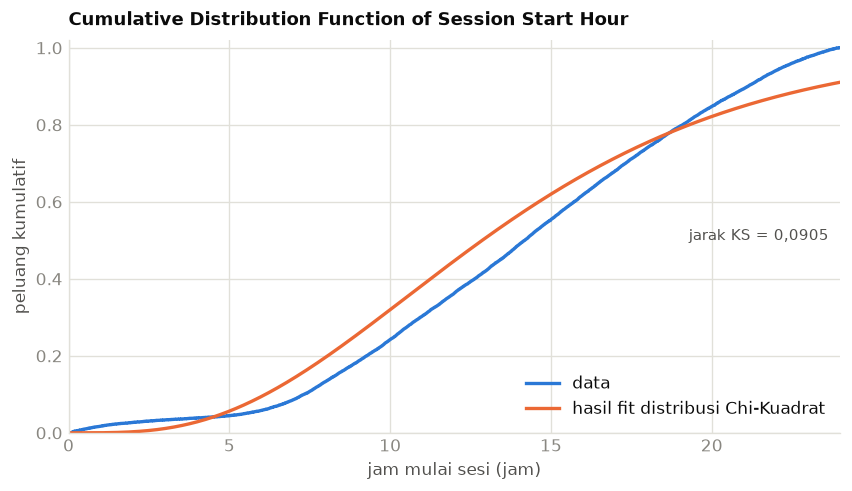 Cumulative Distribution Function of Session Start Hour
1.0
0.8
0.6
0.4
0.2
0.0
peluang kumulatif
jarak KS = 0,0905
data
hasil fit distribusi Chi-Kuadrat
0
5
10
15
20
jam mulai sesi (jam)